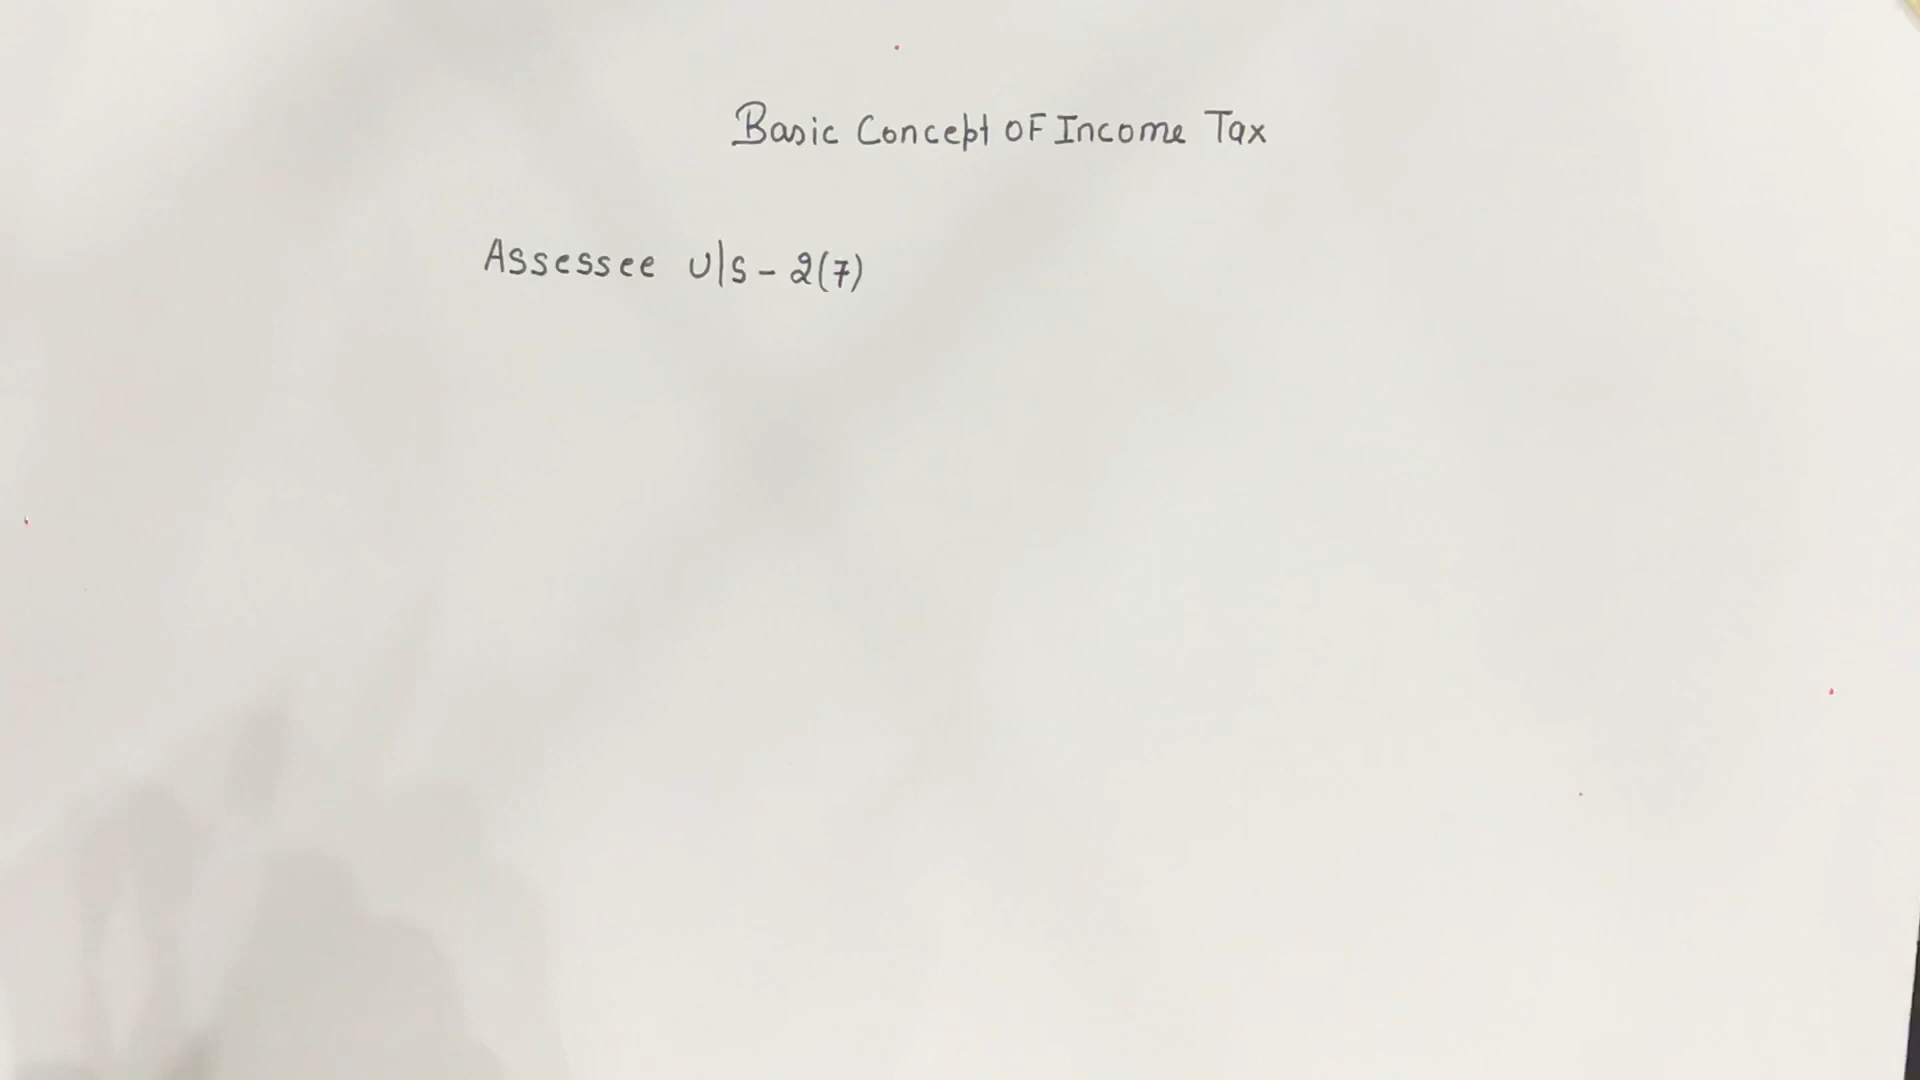 Basic Concept OF Income Tax
Assessee U/s - 2(7)